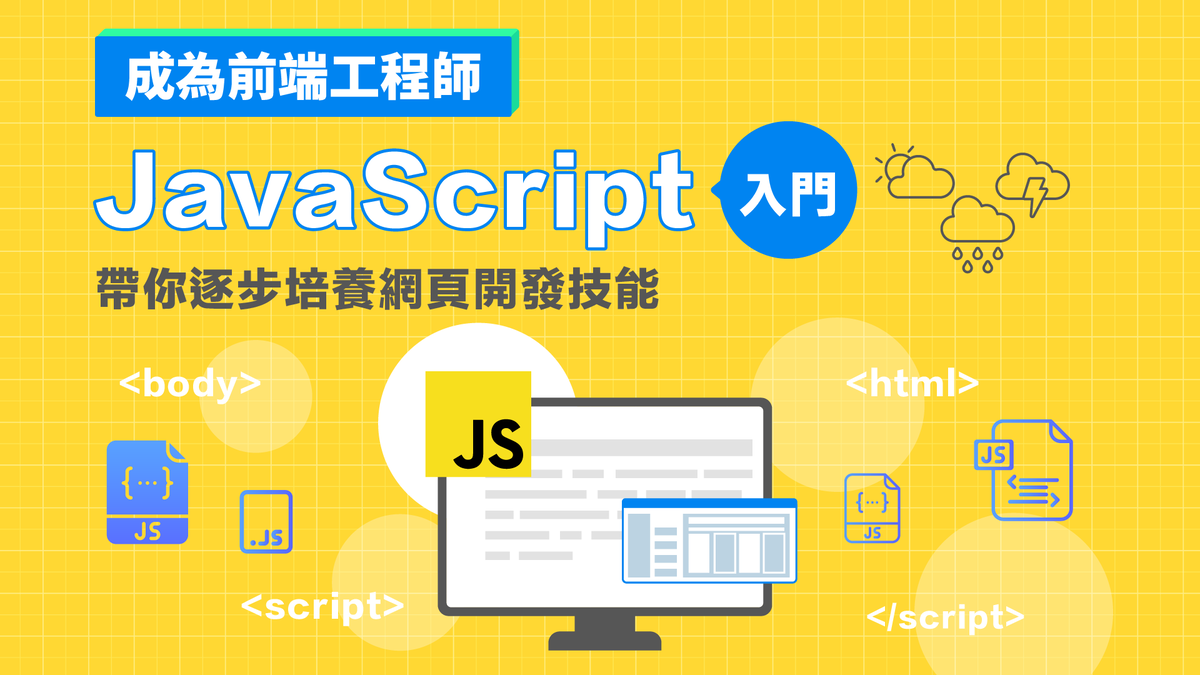 成為前端工程師
JavaScript
入門
帶你逐步培養網頁開發技能
<body>
<html>
JS
{...}
JS
.JS
{...}
JS
JS
<script>
</script>